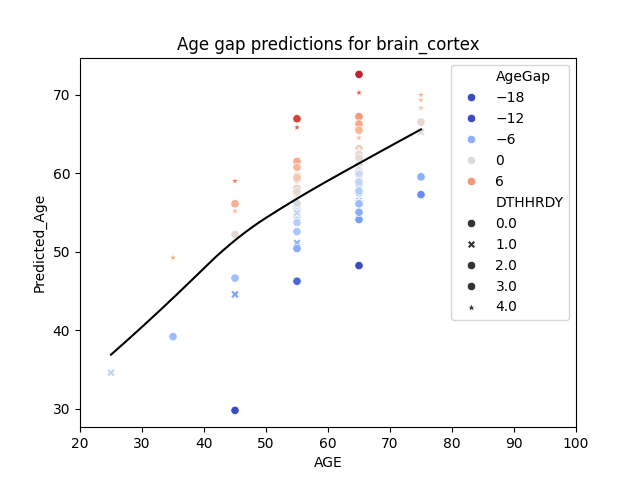 Age gap predictions for brain_cortex
Predicted_Age
70
60
50
40
30
20 30 40 50 60 70 80 90 100
AGE
AgeGap
−18
−12
−6
0
6
DTHHRDY
0.0
1.0
2.0
3.0
4.0